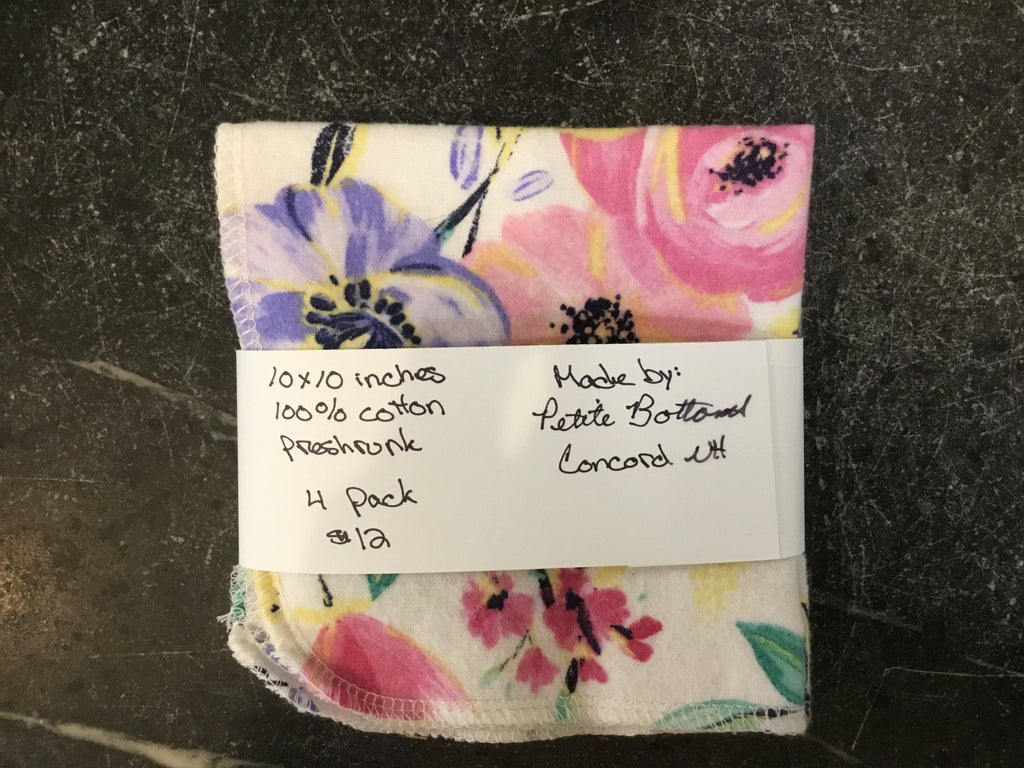 10x10 inches
100% cotton
Preshrunk
4 pack
$12
Made by:
Petite Bottoms
Concord NH